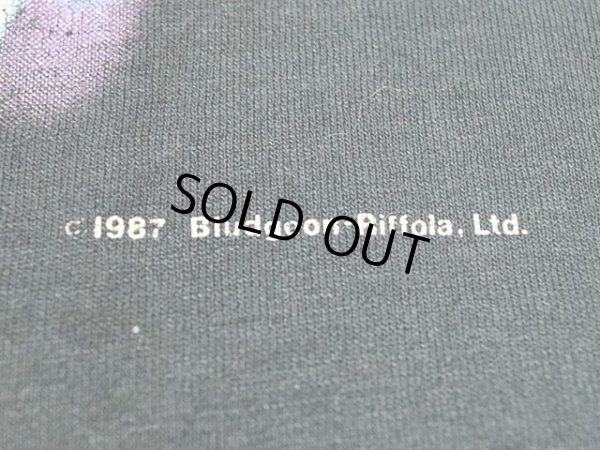 SOLD OUT
© 1987 Bludgeon Riffola, Ltd.